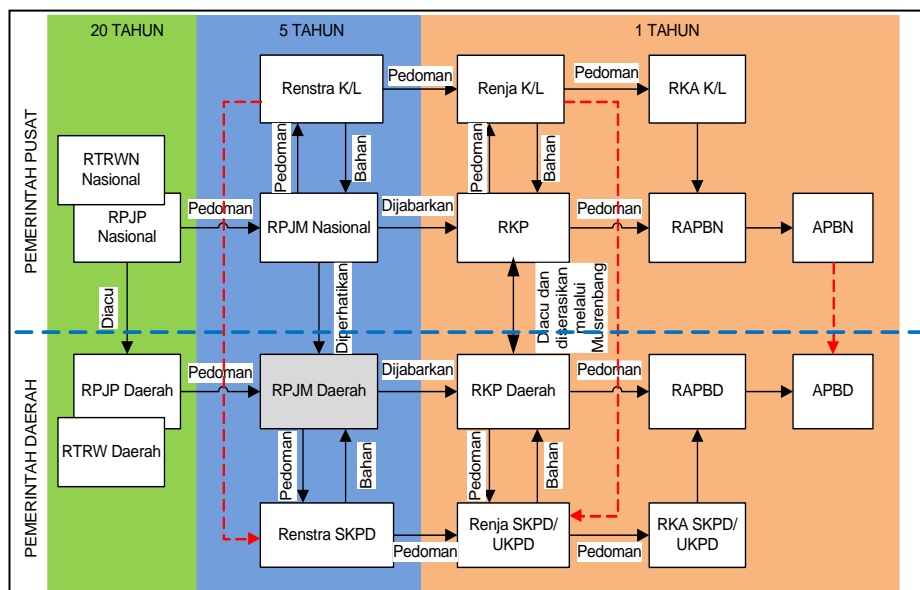 20 TAHUN
5 TAHUN
1 TAHUN
PEMERINTAH PUSAT
Renstra K/L
Pedoman
Renja K/L
Pedoman
RKA K/L
Pedoman
Bahan
Pedoman
Bahan
RTRWN
Nasional
RPJP
Nasional
Pedoman
RPJM Nasional
Dijabarkan
RKP
Pedoman
RAPBN
APBN
Diacu
Diperhatikan
Diacu dan
diserasikan
melalui
Musrenbang
PEMERINTAH DAERAH
RPJP Daerah
Pedoman
RPJM Daerah
Dijabarkan
RKP Daerah
Pedoman
RAPBD
APBD
RTRW Daerah
Pedoman
Bahan
Pedoman
Bahan
Renstra SKPD
Pedoman
Renja SKPD/
UKPD
Pedoman
RKA SKPD/
UKPD